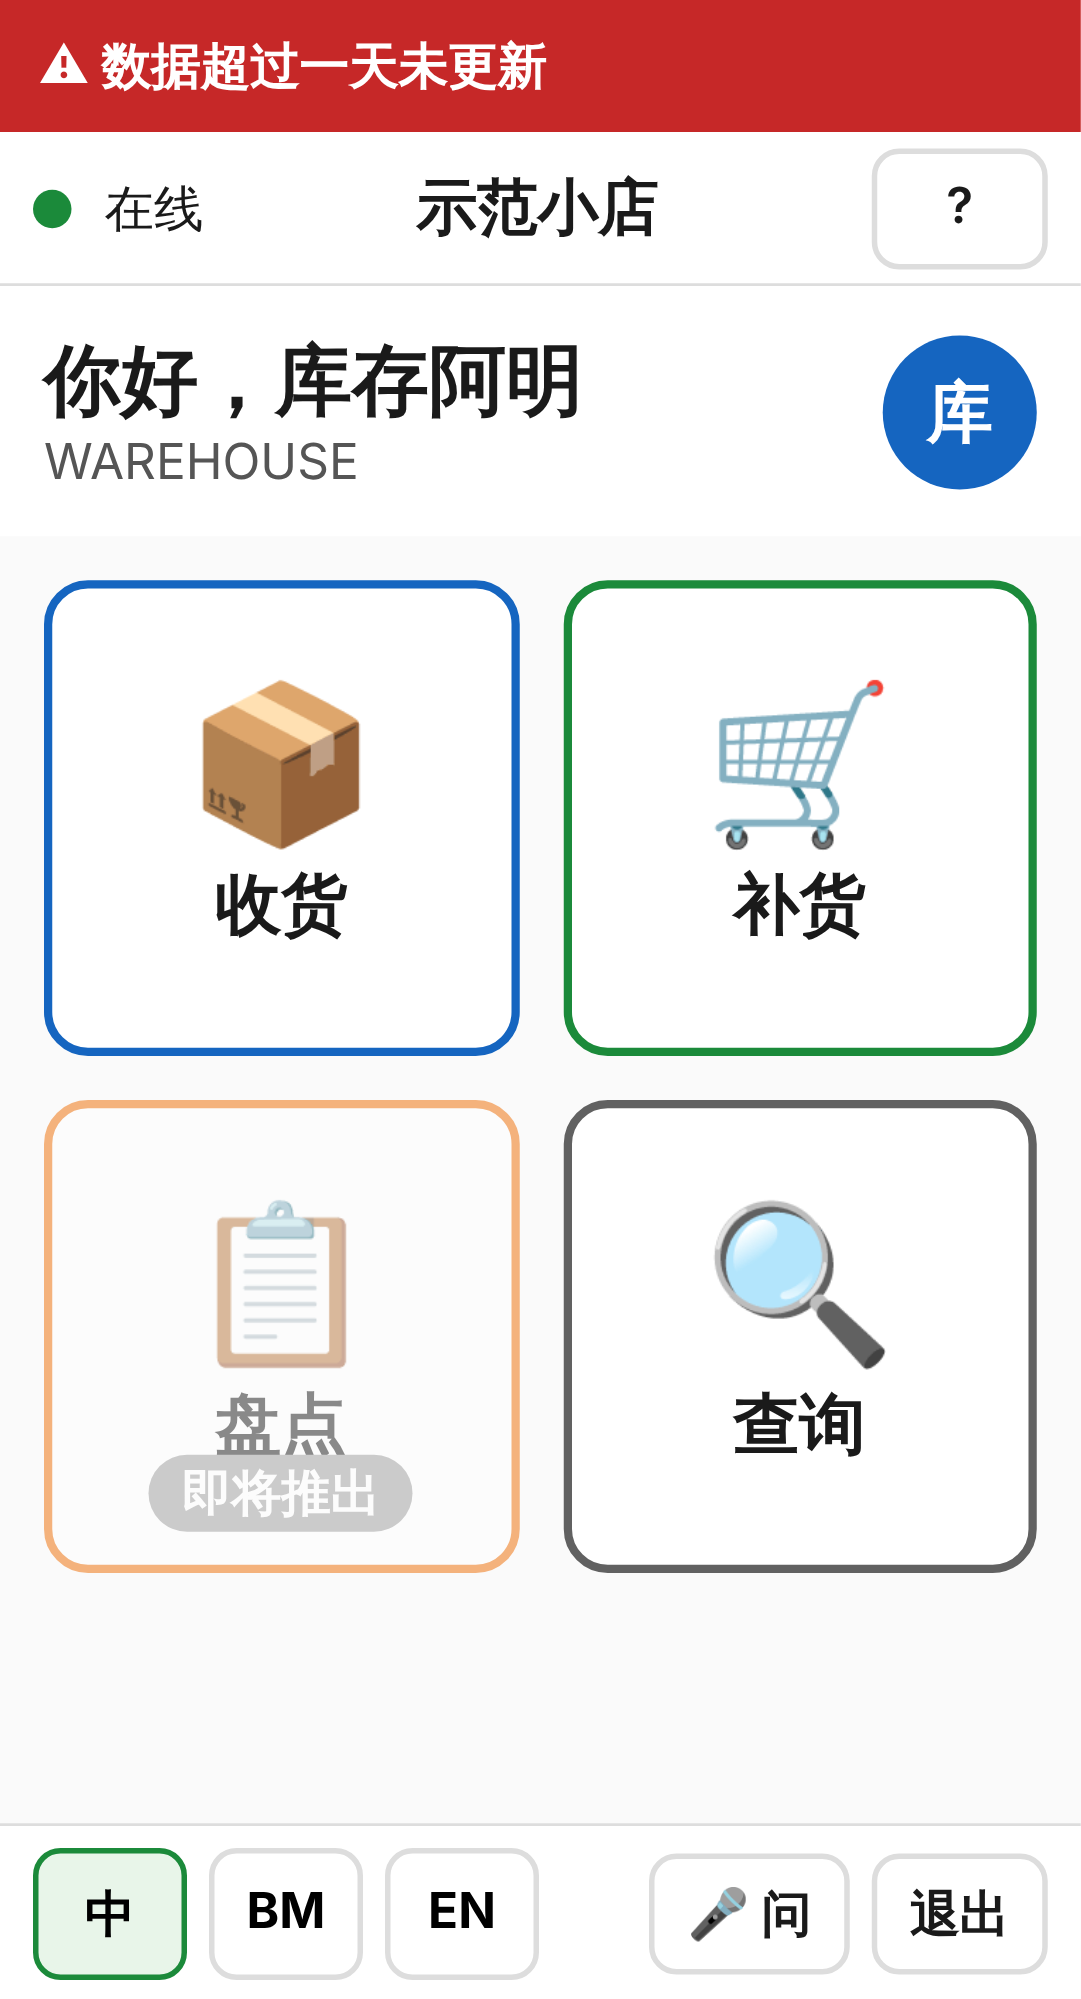 ⚠ 数据超过一天未更新
在线
示范小店
?
你好，库存阿明
WAREHOUSE
库
收货
补货
盘点
即将推出
查询
中
BM
EN
🎤 问
退出